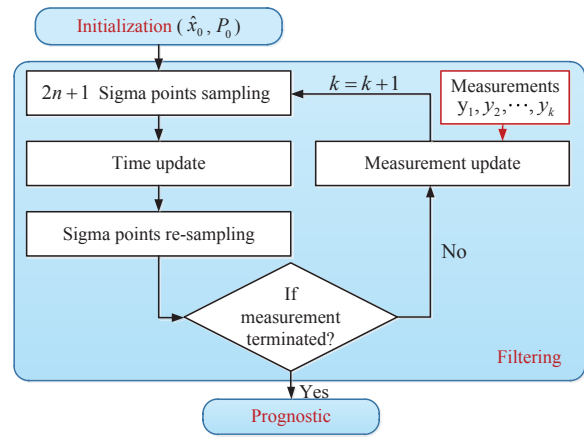 Initialization ( x̂₀ , P₀ )
2n+1 Sigma points sampling
k = k+1
Measurements
y₁, y₂, ⋯, yₖ
Time update
Measurement update
Sigma points re-sampling
No
If
measurement
terminated?
Filtering
Yes
Prognostic